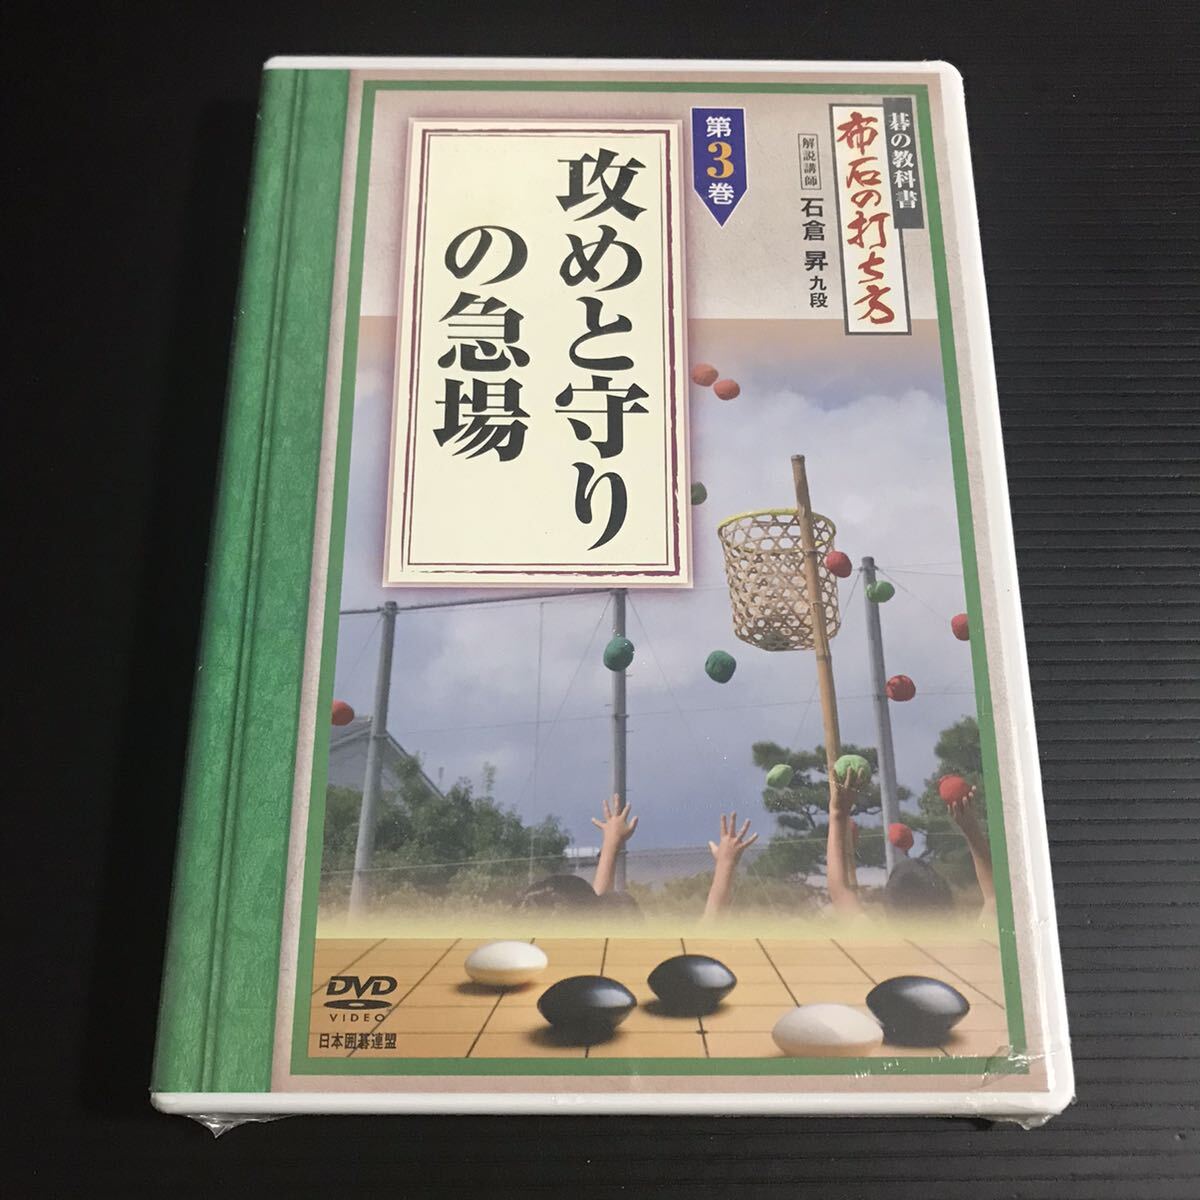 碁の教科書
布石の打ち方
解説講師
石倉 昇 九段
第3巻
攻めと守り
の急場
DVD
VIDEO
日本囲碁連盟